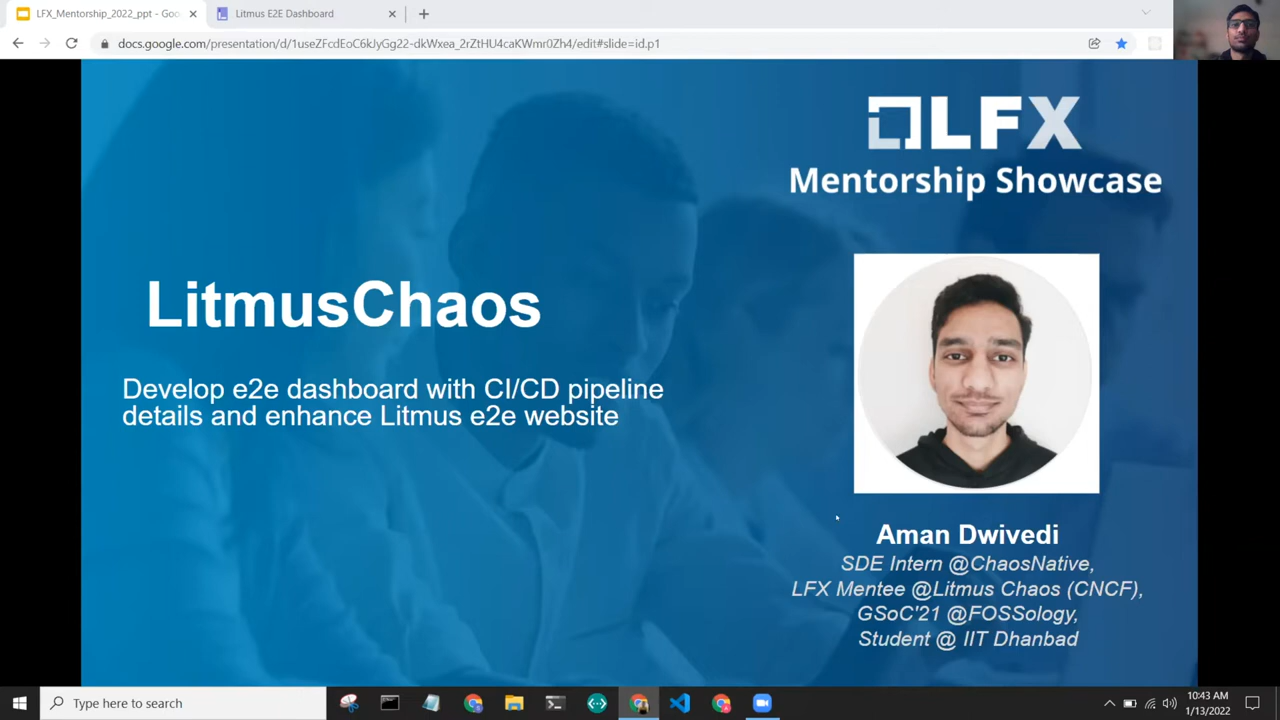 LFX_Mentorship_2022_ppt - Goo
Litmus E2E Dashboard
docs.google.com/presentation/d/1useZFcdEoC6kJyGg22-dkWxea_2rZtHU4caKWmr0Zh4/edit#slide=id.p1
LFX
Mentorship Showcase
LitmusChaos
Develop e2e dashboard with CI/CD pipeline
details and enhance Litmus e2e website
Aman Dwivedi
SDE Intern @ChaosNative,
LFX Mentee @Litmus Chaos (CNCF),
GSoC'21 @FOSSology,
Student @ IIT Dhanbad
Type here to search
10:43 AM
1/13/2022